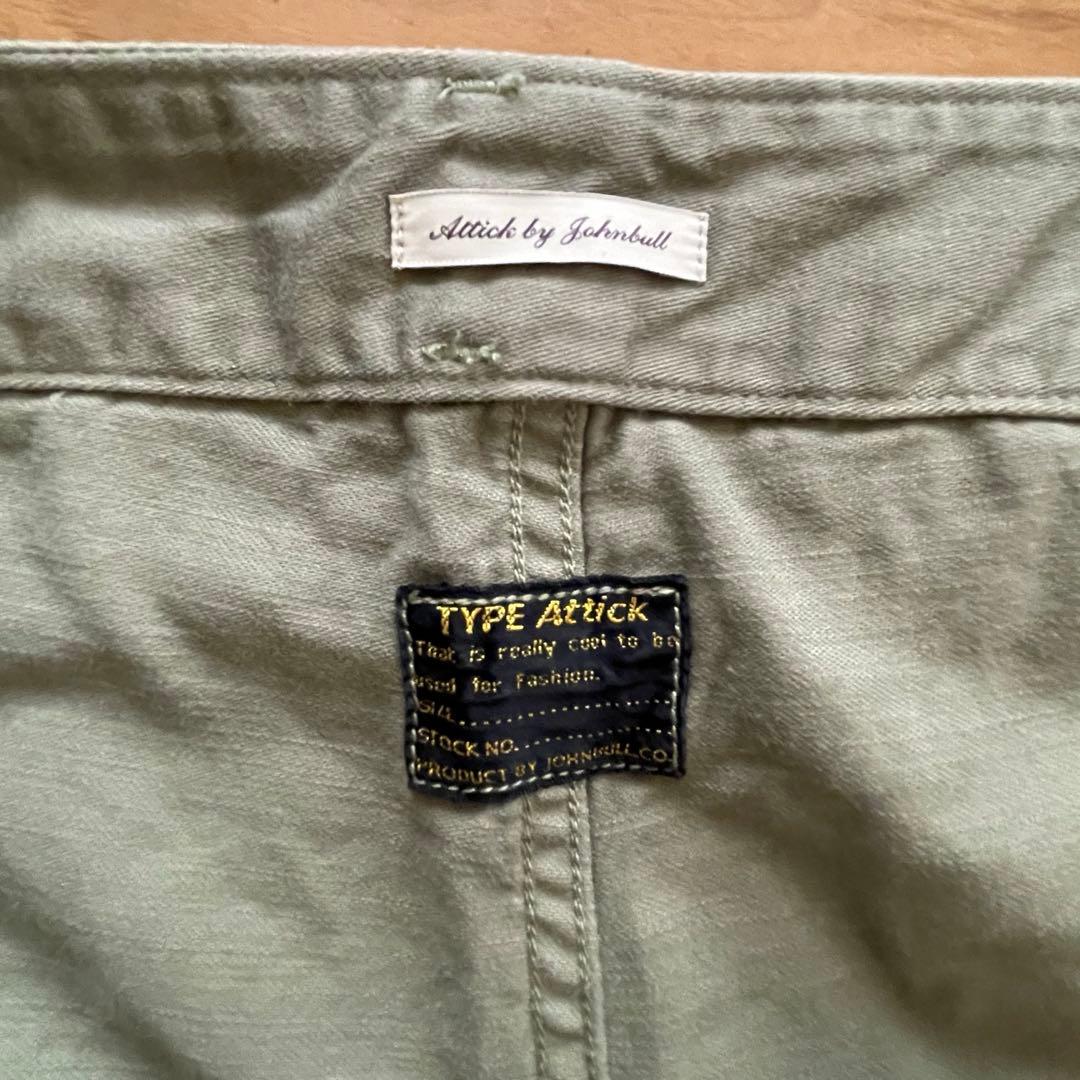 Attick by Johnbull
TYPE Attick
That is really cool to be
used for Fashion.
SIZE......................
STOCK NO................
PRODUCT BY JOHNBULL.CO.